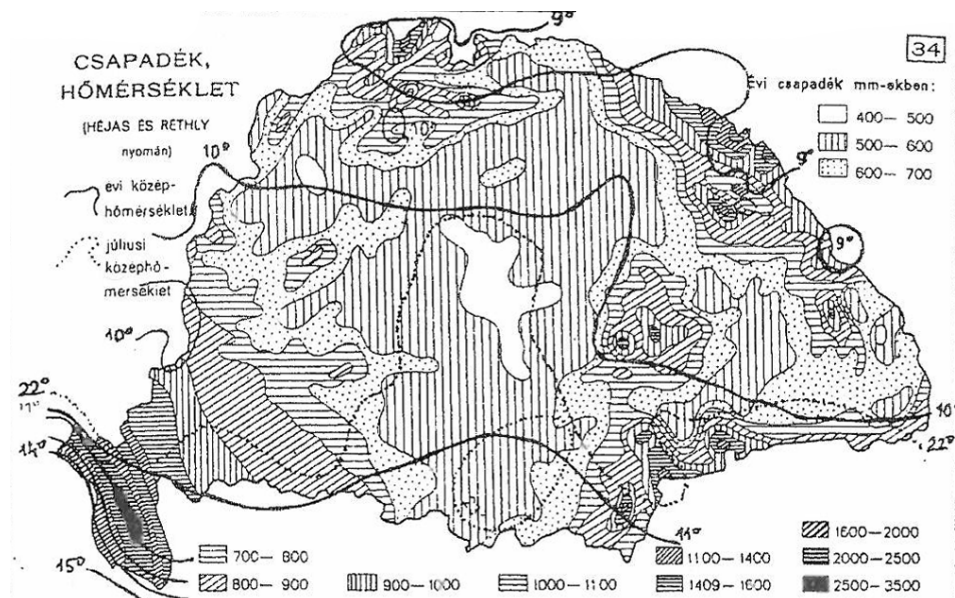 9°
CSAPADÉK,
HŐMÉRSÉKLET
(HÉJAS ÉS RÉTHLY
nyomán)
10°
évi közép-
hőmérséklet
júliusi
középhő-
mérséklet
34
Évi csapadék mm-ekben:
400— 500
500— 600
600— 700
9°
9°
10°
10°
22°
11°
14°
15°
10°
22°
11°
700— 800
800— 900
900—1000
1000—1100
1100—1400
1409—1600
1600—2000
2000—2500
2500—3500